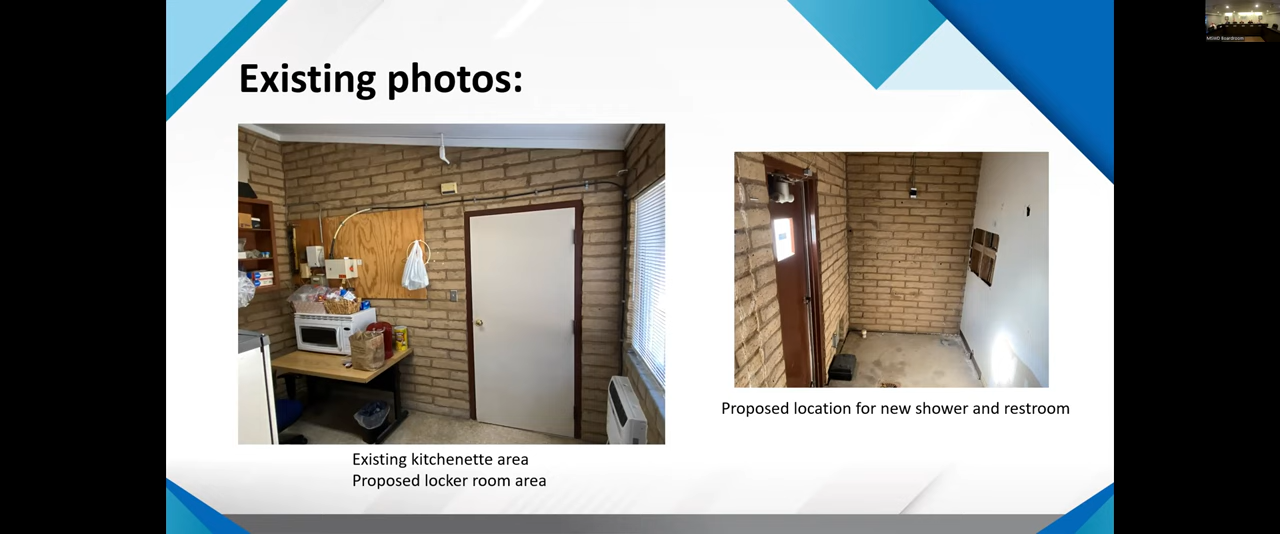 Existing photos:
Existing kitchenette area
Proposed locker room area
Proposed location for new shower and restroom